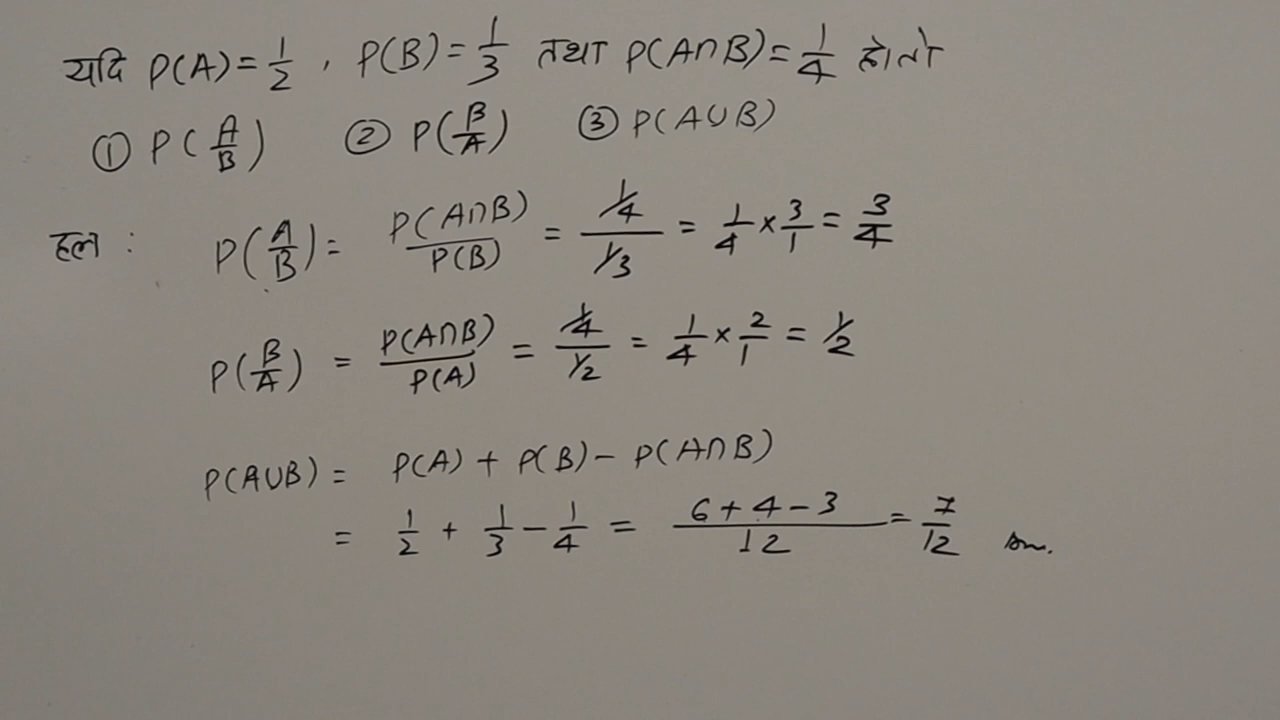 यदि P(A)=1/2 , P(B)=1/3 तथा P(A∩B)=1/4 हो तो
① P(A/B) ② P(B/A) ③ P(A∪B)
हल : P(A/B)= P(A∩B)/P(B) = (1/4)/(1/3) = 1/4 × 3/1 = 3/4
P(B/A) = P(A∩B)/P(A) = (1/4)/(1/2) = 1/4 × 2/1 = 1/2
P(A∪B) = P(A) + P(B) - P(A∩B)
= 1/2 + 1/3 - 1/4 = (6+4-3)/12 = 7/12 Ans.